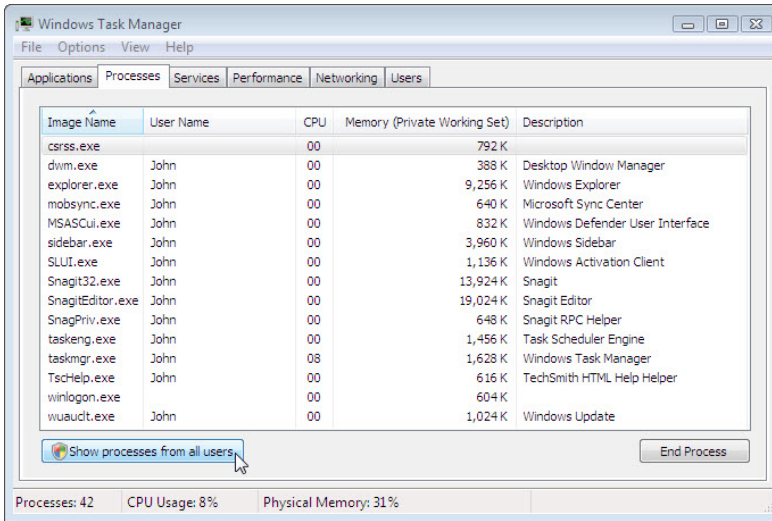 Windows Task Manager
File Options View Help
Applications Processes Services Performance Networking Users
Image Name User Name CPU Memory (Private Working Set) Description
csrss.exe 00 792 K
dwm.exe John 00 388 K Desktop Window Manager
explorer.exe John 00 9,256 K Windows Explorer
mobsync.exe John 00 640 K Microsoft Sync Center
MSASCui.exe John 00 832 K Windows Defender User Interface
sidebar.exe John 00 3,960 K Windows Sidebar
SLUI.exe John 00 1,136 K Windows Activation Client
Snagit32.exe John 00 13,924 K Snagit
SnagitEditor.exe John 00 19,024 K Snagit Editor
SnagPriv.exe John 00 648 K Snagit RPC Helper
taskeng.exe John 00 1,456 K Task Scheduler Engine
taskmgr.exe John 08 1,628 K Windows Task Manager
TscHelp.exe John 00 616 K TechSmith HTML Help Helper
winlogon.exe 00 604 K
wuauclt.exe John 00 1,024 K Windows Update
Show processes from all users End Process
Processes: 42 CPU Usage: 8% Physical Memory: 31%